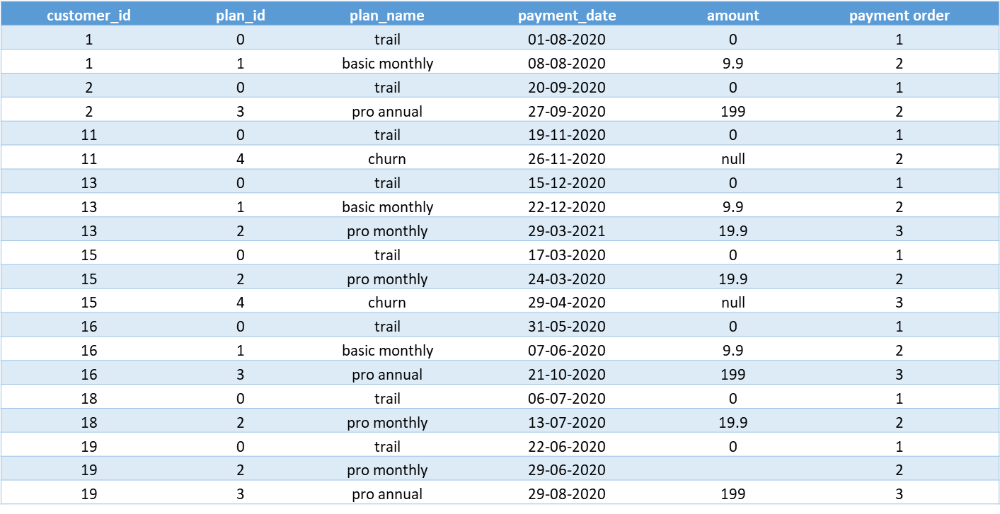 customer_id plan_id plan_name payment_date amount payment order
1 0 trail 01-08-2020 0 1
1 1 basic monthly 08-08-2020 9.9 2
2 0 trail 20-09-2020 0 1
2 3 pro annual 27-09-2020 199 2
11 0 trail 19-11-2020 0 1
11 4 churn 26-11-2020 null 2
13 0 trail 15-12-2020 0 1
13 1 basic monthly 22-12-2020 9.9 2
13 2 pro monthly 29-03-2021 19.9 3
15 0 trail 17-03-2020 0 1
15 2 pro monthly 24-03-2020 19.9 2
15 4 churn 29-04-2020 null 3
16 0 trail 31-05-2020 0 1
16 1 basic monthly 07-06-2020 9.9 2
16 3 pro annual 21-10-2020 199 3
18 0 trail 06-07-2020 0 1
18 2 pro monthly 13-07-2020 19.9 2
19 0 trail 22-06-2020 0 1
19 2 pro monthly 29-06-2020 2
19 3 pro annual 29-08-2020 199 3